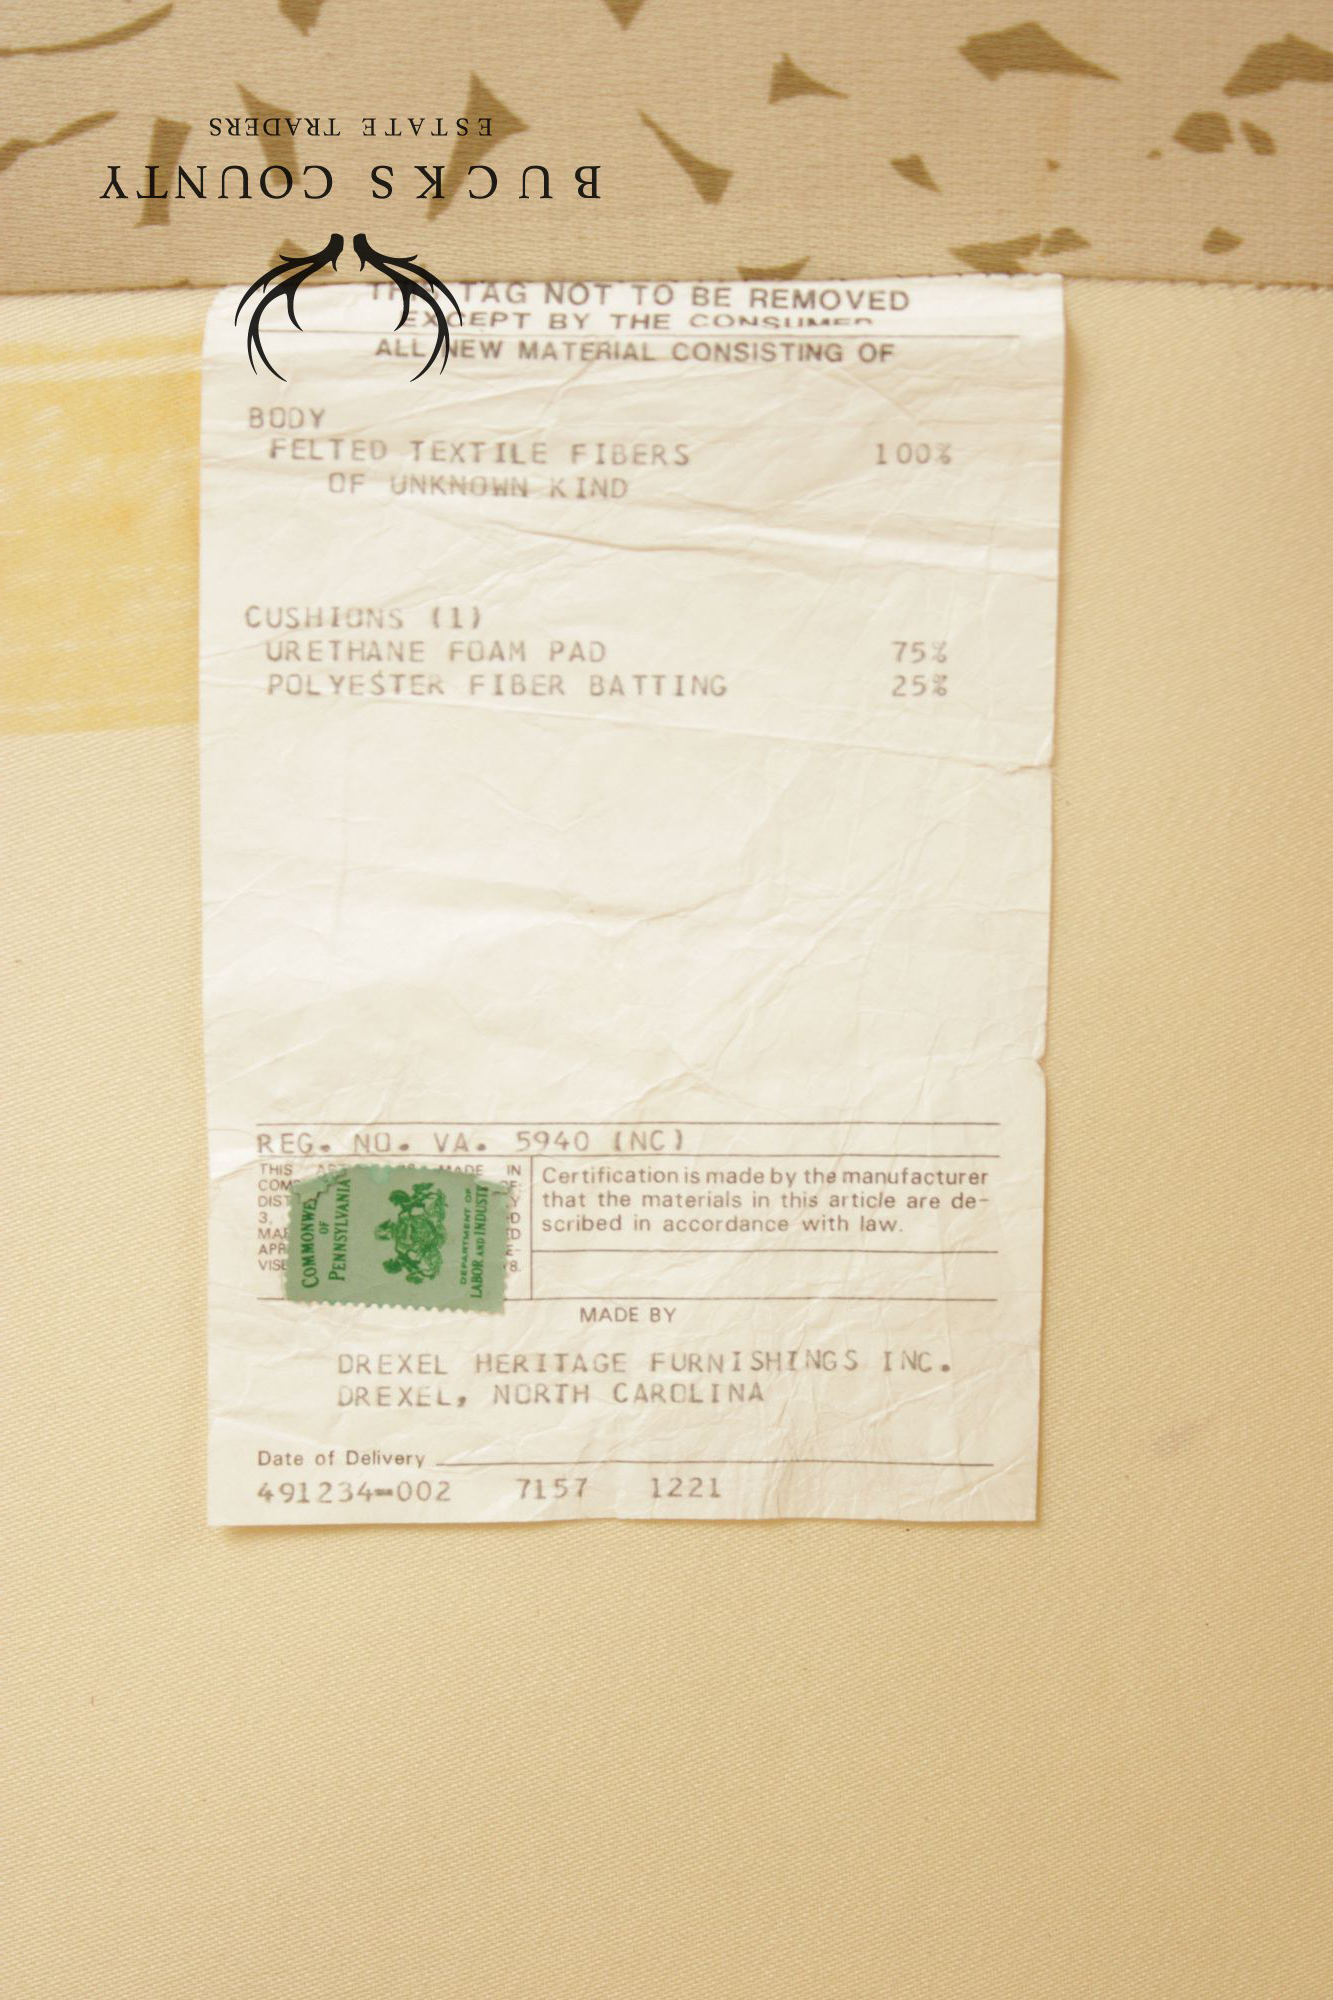 BUCKS COUNTY
ESTATE TRADERS
TAG NOT TO BE REMOVED
EXCEPT BY THE CONSUMER
ALL NEW MATERIAL CONSISTING OF
BODY
FELTED TEXTILE FIBERS 100%
OF UNKNOWN KIND
CUSHIONS (1)
URETHANE FOAM PAD 75%
POLYESTER FIBER BATTING 25%
REG. NO. VA. 5940 (NC)
THIS MADE IN
Certification is made by the manufacturer
that the materials in this article are de-
scribed in accordance with law.
OF
PENNSYLVANIA
DEPARTMENT OF
LABOR AND
MADE BY
DREXEL HERITAGE FURNISHINGS INC.
DREXEL, NORTH CAROLINA
Date of Delivery
491234-002 7157 1221